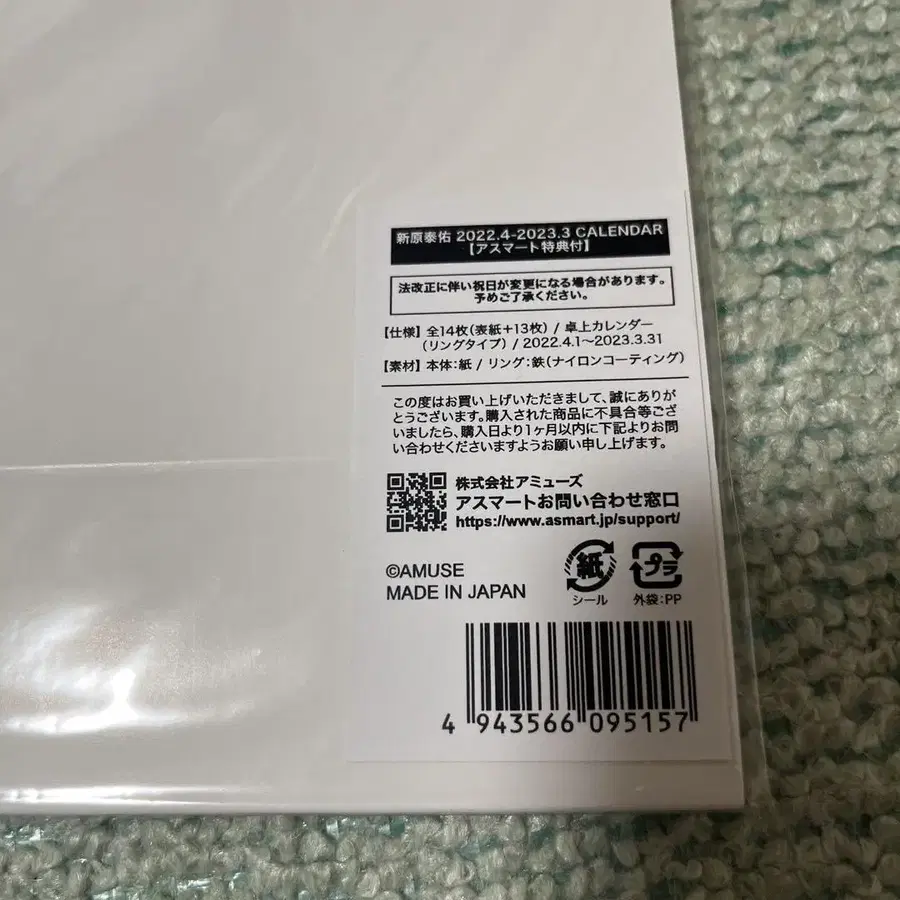 新原泰佑 2022.4-2023.3 CALENDAR
【アスマート特典付】
法改正に伴い祝日が変更になる場合があります。
予めご了承ください。
【仕様】全14枚(表紙+13枚) / 卓上カレンダー
(リングタイプ) / 2022.4.1〜2023.3.31
【素材】本体:紙 / リング:鉄(ナイロンコーティング)
この度はお買い上げいただきまして、誠にありが
とうございます。購入された商品に不具合等ござ
いましたら、購入日より1ヶ月以内に下記よりお問
い合わせくださいますようお願い申し上げます。
株式会社アミューズ
アスマートお問い合わせ窓口
https://www.asmart.jp/support/
©AMUSE
MADE IN JAPAN
紙
シール
プラ
外袋:PP
4 943566 095157